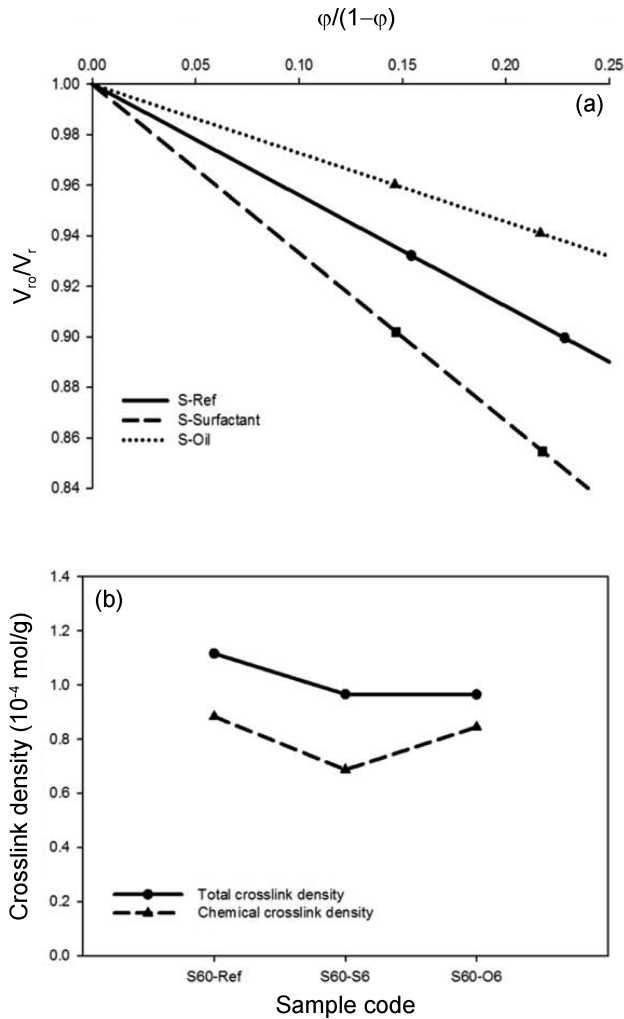 φ/(1−φ)
0.00 0.05 0.10 0.15 0.20 0.25
1.00
(a)
0.98
0.96
0.94
0.92
0.90
0.88
0.86
0.84
Vro/Vr
S-Ref
S-Surfactant
S-Oil
1.4
(b)
1.2
1.0
0.8
0.6
0.4
0.2
0.0
Crosslink density (10⁻⁴ mol/g)
Total crosslink density
Chemical crosslink density
S60-Ref S60-S6 S60-O6
Sample code